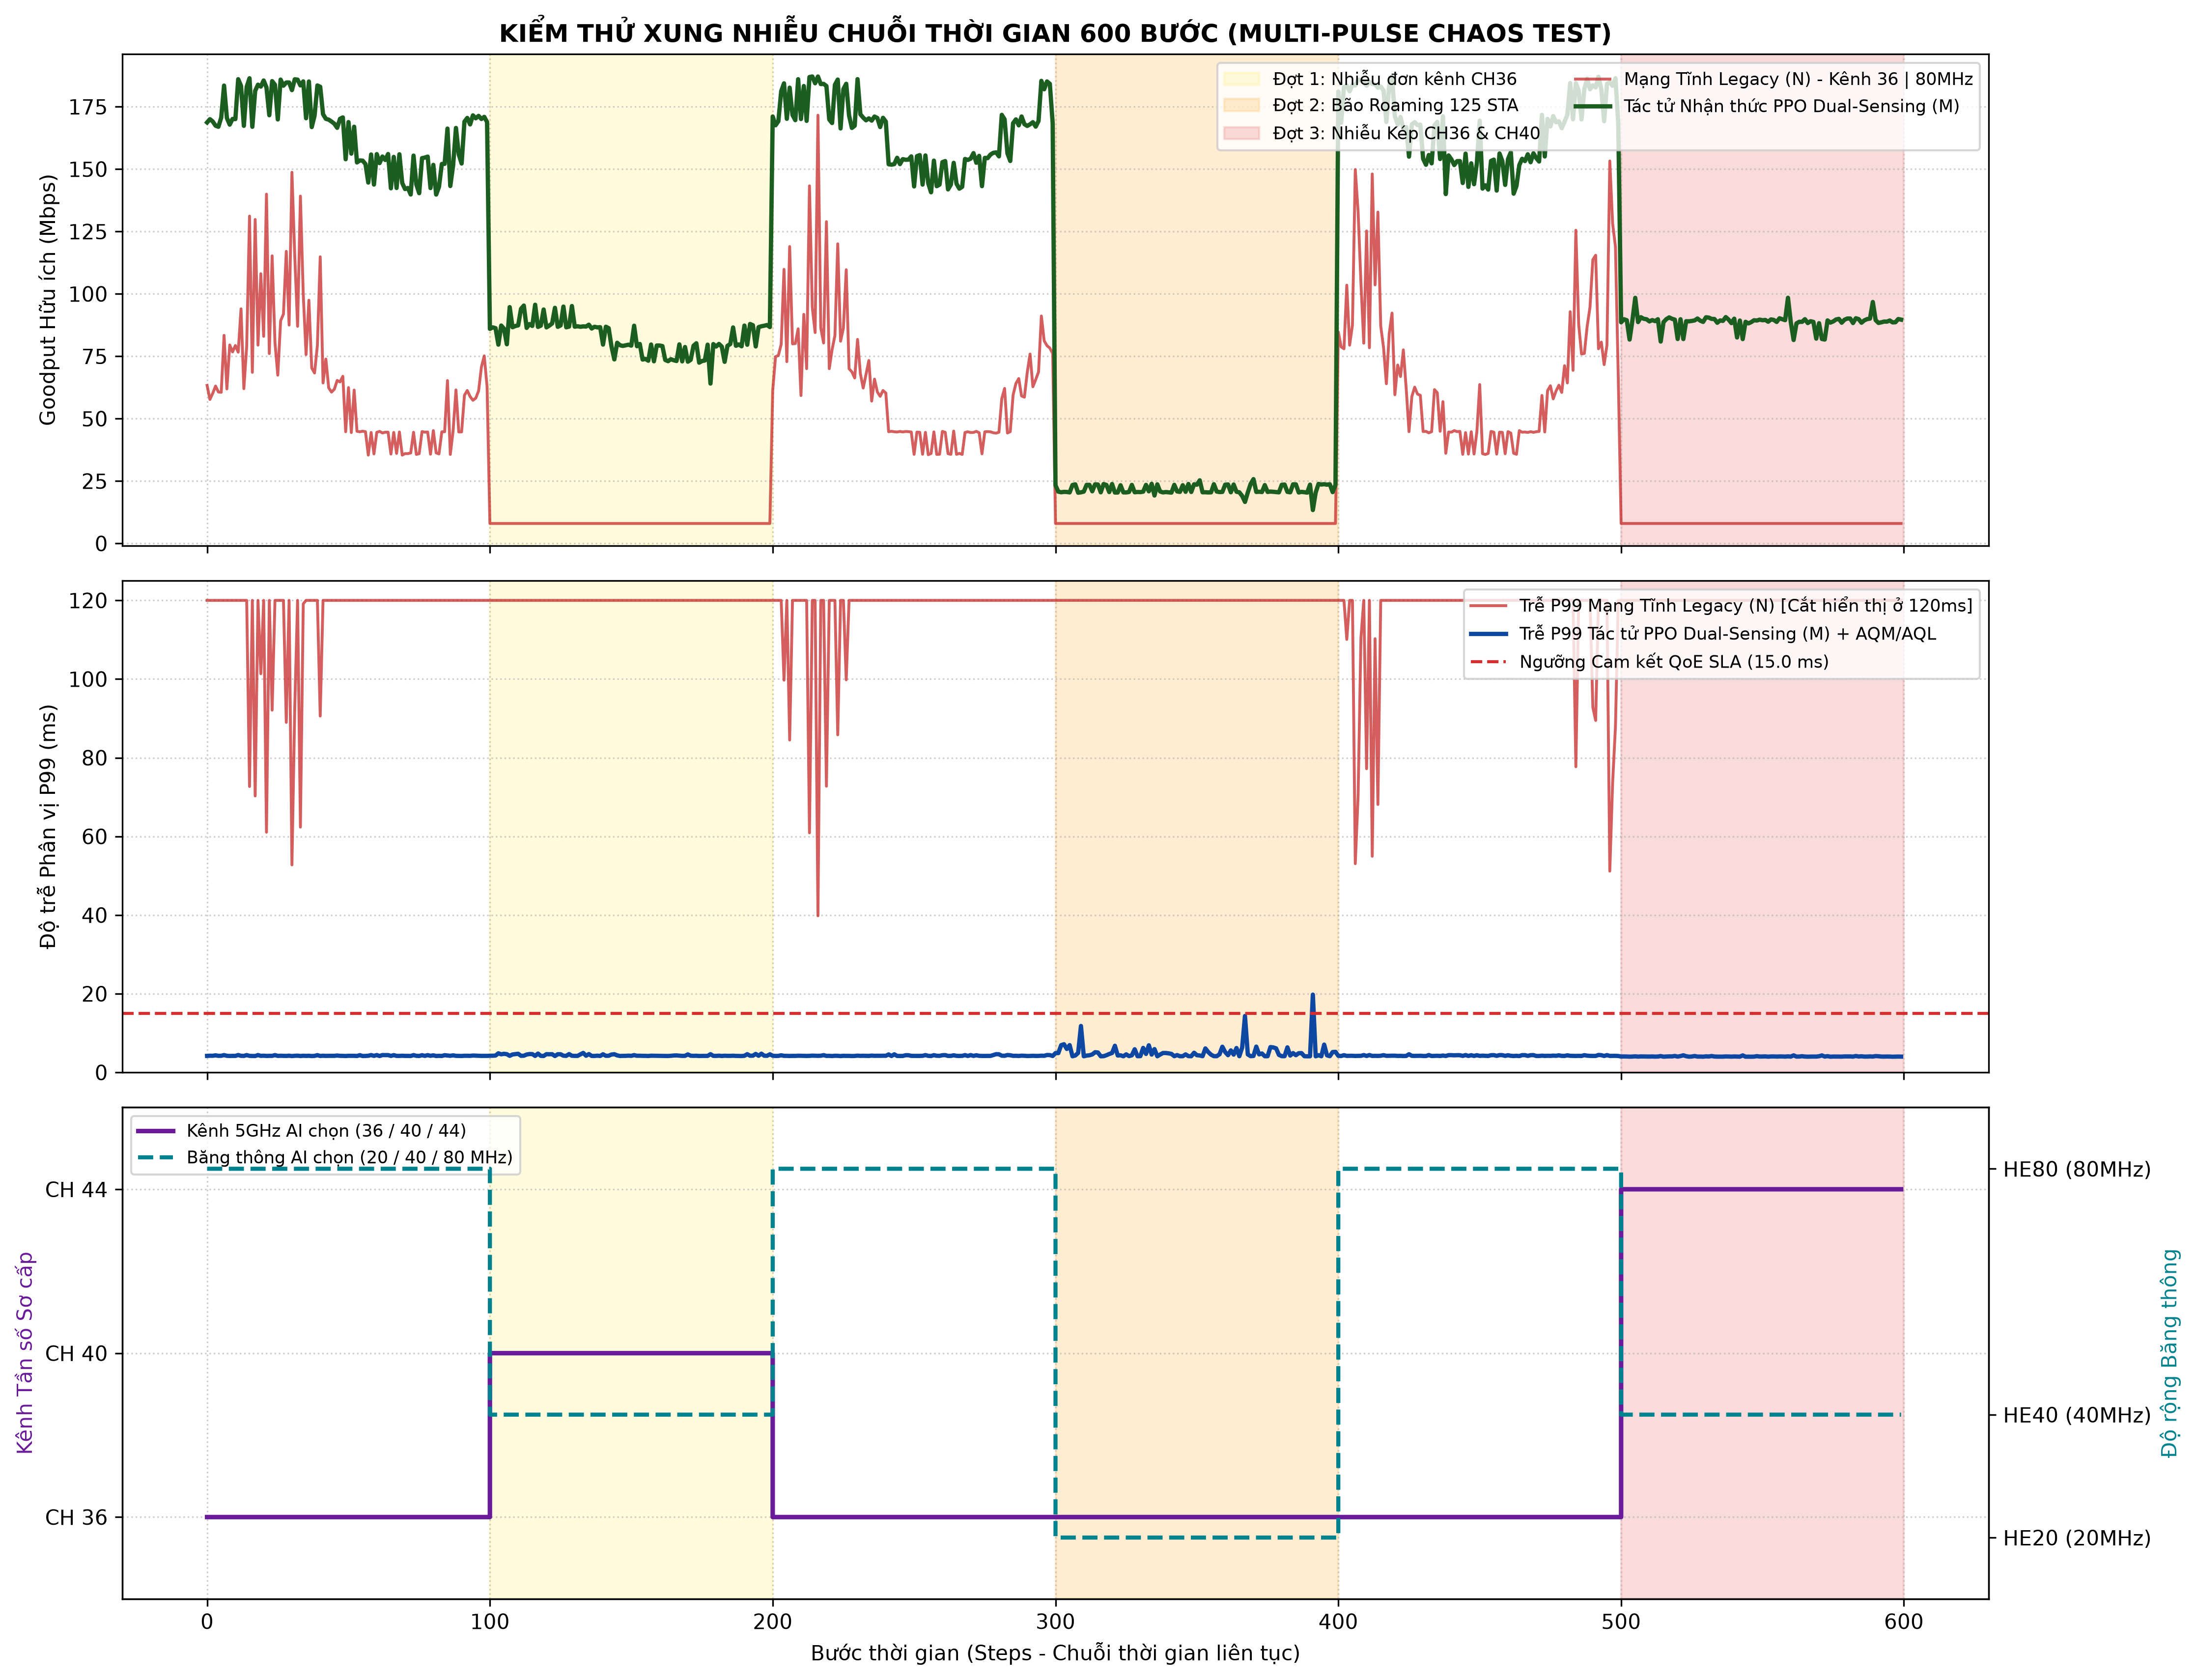 KIỂM THỬ XUNG NHIỄU CHUỖI THỜI GIAN 600 BƯỚC (MULTI-PULSE CHAOS TEST)
Goodput Hữu ích (Mbps)
175
150
125
100
75
50
25
0
Đợt 1: Nhiễu đơn kênh CH36
Đợt 2: Bão Roaming 125 STA
Đợt 3: Nhiễu Kép CH36 & CH40
Mạng Tĩnh Legacy (N) - Kênh 36 | 80MHz
Tác tử Nhận thức PPO Dual-Sensing (M)
Độ trễ Phân vị P99 (ms)
120
100
80
60
40
20
0
Trễ P99 Mạng Tĩnh Legacy (N) [Cắt hiển thị ở 120ms]
Trễ P99 Tác tử PPO Dual-Sensing (M) + AQM/AQL
Ngưỡng Cam kết QoE SLA (15.0 ms)
Kênh Tần số Sơ cấp
CH 44
CH 40
CH 36
Kênh 5GHz AI chọn (36 / 40 / 44)
Băng thông AI chọn (20 / 40 / 80 MHz)
HE80 (80MHz)
HE40 (40MHz)
HE20 (20MHz)
Độ rộng Băng thông
0
100
200
300
400
500
600
Bước thời gian (Steps - Chuỗi thời gian liên tục)